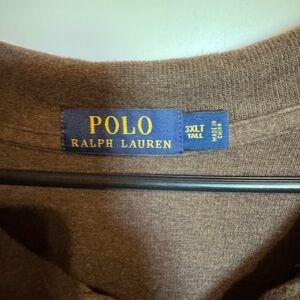 POLO
RALPH LAUREN
3XLT
TALL
MADE IN
CHINA